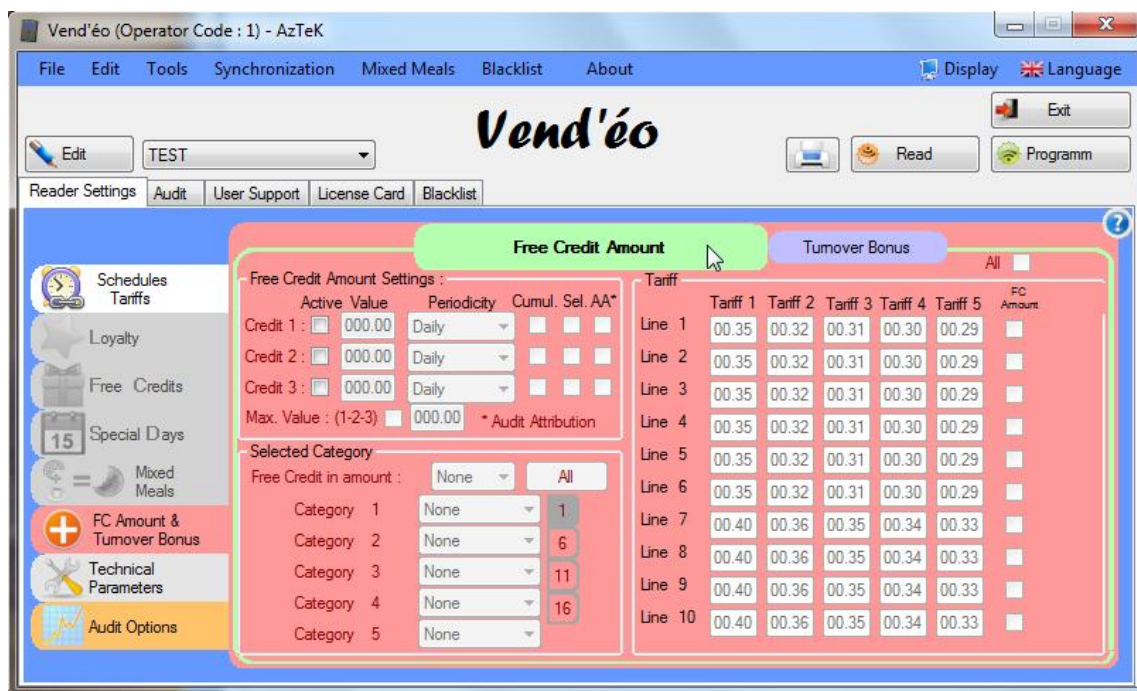 Vend'éo (Operator Code : 1) - AzTeK
File Edit Tools Synchronization Mixed Meals Blacklist About Display Language
Vend'éo
Exit
Edit TEST Read Programm
Reader Settings Audit User Support License Card Blacklist
Free Credit Amount Turnover Bonus
All
Schedules
Tariffs
Loyalty
Free Credits
15 Special Days
Mixed
Meals
FC Amount &
Turnover Bonus
Technical
Parameters
Audit Options
Free Credit Amount Settings :
Active Value Periodicity Cumul. Sel. AA*
Credit 1 : 000.00 Daily
Credit 2 : 000.00 Daily
Credit 3 : 000.00 Daily
Max. Value : (1-2-3) 000.00 * Audit Attribution
Selected Category
Free Credit in amount : None All
Category 1 None 1
Category 2 None 6
Category 3 None 11
Category 4 None 16
Category 5 None
Tariff
Tariff 1 Tariff 2 Tariff 3 Tariff 4 Tariff 5 FC Amount
Line 1 00.35 00.32 00.31 00.30 00.29
Line 2 00.35 00.32 00.31 00.30 00.29
Line 3 00.35 00.32 00.31 00.30 00.29
Line 4 00.35 00.32 00.31 00.30 00.29
Line 5 00.35 00.32 00.31 00.30 00.29
Line 6 00.35 00.32 00.31 00.30 00.29
Line 7 00.40 00.36 00.35 00.34 00.33
Line 8 00.40 00.36 00.35 00.34 00.33
Line 9 00.40 00.36 00.35 00.34 00.33
Line 10 00.40 00.36 00.35 00.34 00.33